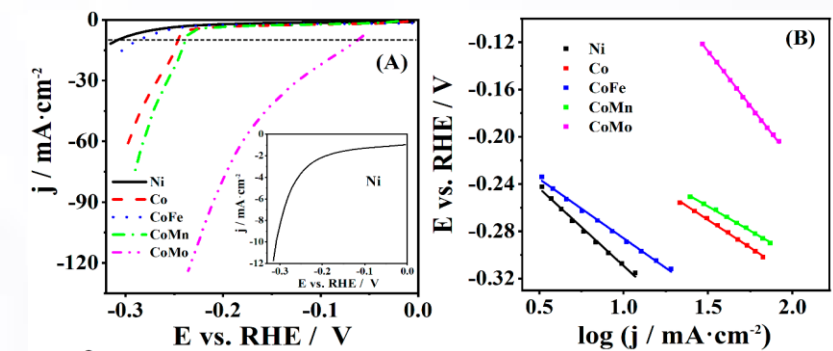 (A)
j / mA·cm⁻²
0
-30
-60
-90
-120
Ni
Co
CoFe
CoMn
CoMo
-0.3
-0.2
-0.1
0.0
E vs. RHE / V
j / mA·cm⁻²
0
-2
-4
-6
-8
-10
-12
Ni
-0.3
-0.2
-0.1
0.0
E vs. RHE / V
(B)
E vs. RHE / V
-0.12
-0.16
-0.20
-0.24
-0.28
-0.32
Ni
Co
CoFe
CoMn
CoMo
0.5
1.0
1.5
2.0
log (j / mA·cm⁻²)